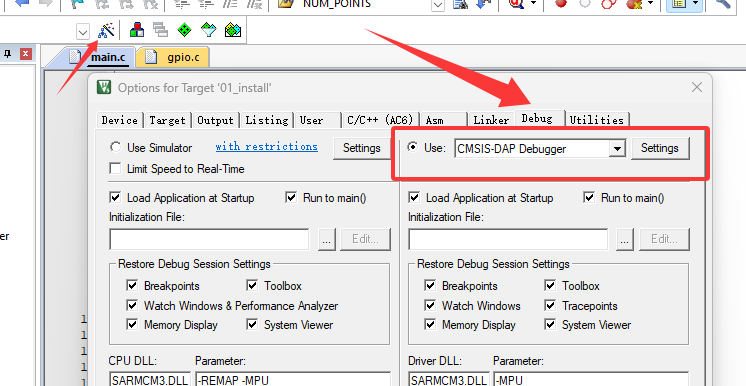 NUM_POINTS
main.c gpio.c
Options for Target '01_install'
Device Target Output Listing User C/C++ (AC6) Asm Linker Debug Utilities
Use Simulator with restrictions Settings Use: CMSIS-DAP Debugger Settings
Limit Speed to Real-Time
Load Application at Startup Run to main() Load Application at Startup Run to main()
Initialization File: Initialization File:
... Edit... ... Edit...
Restore Debug Session Settings Restore Debug Session Settings
Breakpoints Toolbox Breakpoints Toolbox
Watch Windows & Performance Analyzer Watch Windows Tracepoints
Memory Display System Viewer Memory Display System Viewer
CPU DLL: Parameter: Driver DLL: Parameter:
SARMCM3.DLL -REMAP -MPU SARMCM3.DLL -MPU